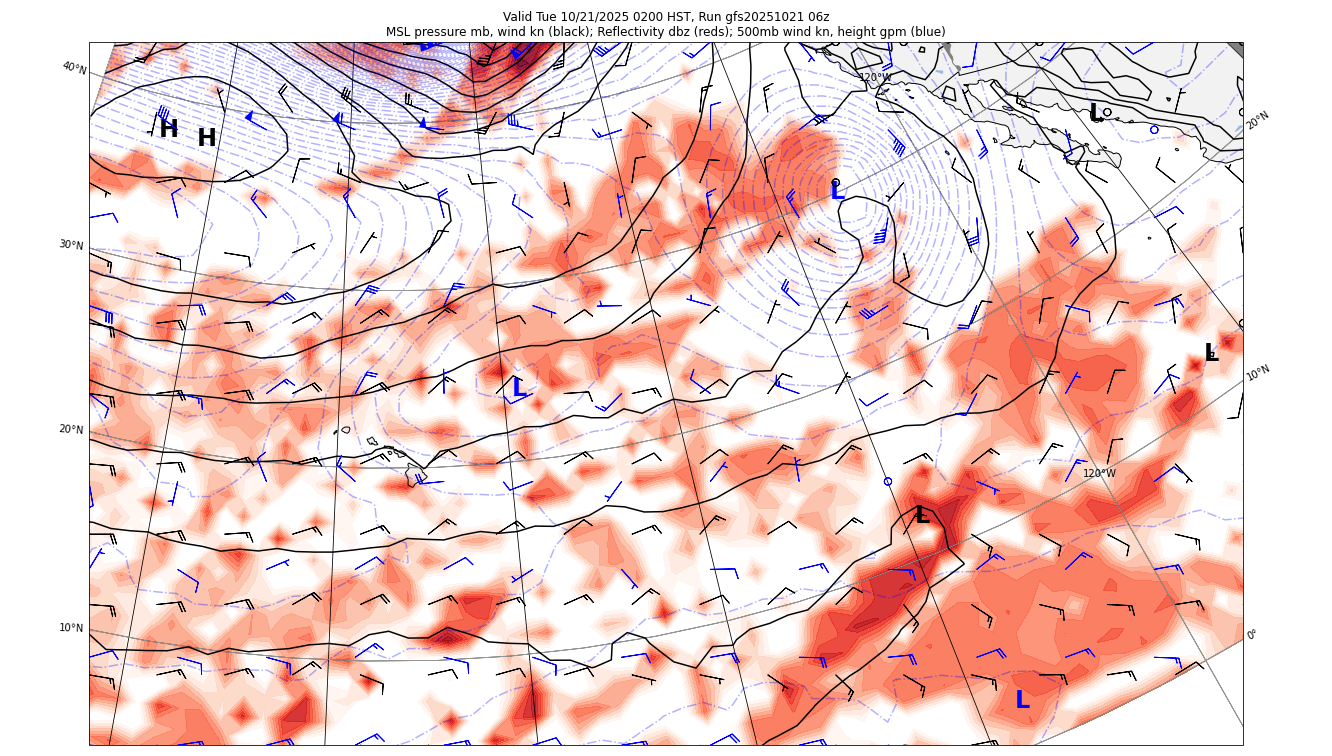 Valid Tue 10/21/2025 0200 HST, Run gfs20251021 06z
MSL pressure mb, wind kn (black); Reflectivity dbz (reds); 500mb wind kn, height gpm (blue)
40°N
120°W
20°N
H
H
L
L
30°N
L
L
10°N
20°N
120°W
L
10°N
0°
L